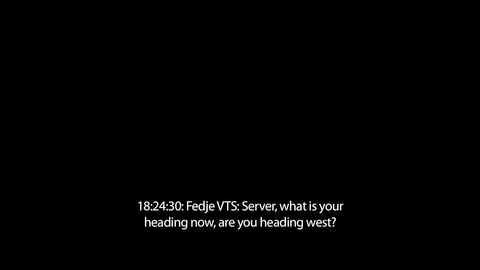 18:24:30: Fedje VTS: Server, what is your
heading now, are you heading west?